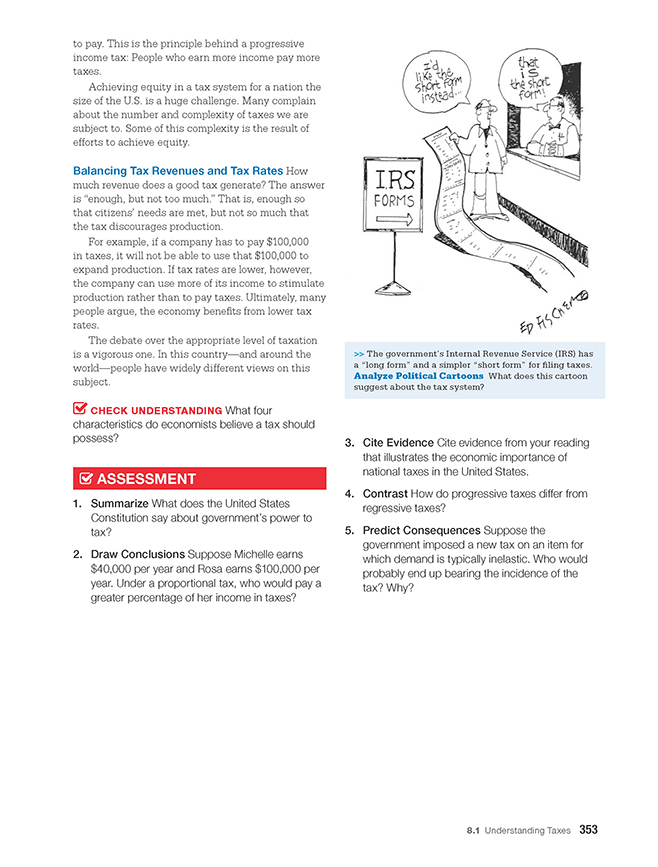 to pay. This is the principle behind a progressive
income tax: People who earn more income pay more
taxes.
Achieving equity in a tax system for a nation the
size of the U.S. is a huge challenge. Many complain
about the number and complexity of taxes we are
subject to. Some of this complexity is the result of
efforts to achieve equity.
Balancing Tax Revenues and Tax Rates How
much revenue does a good tax generate? The answer
is “enough, but not too much.” That is, enough so
that citizens’ needs are met, but not so much that
the tax discourages production.
For example, if a company has to pay $100,000
in taxes, it will not be able to use that $100,000 to
expand production. If tax rates are lower, however,
the company can use more of its income to stimulate
production rather than to pay taxes. Ultimately, many
people argue, the economy benefits from lower tax
rates.
The debate over the appropriate level of taxation
is a vigorous one. In this country—and around the
world—people have widely different views on this
subject.
CHECK UNDERSTANDING What four
characteristics do economists believe a tax should
possess?
ASSESSMENT
1. Summarize What does the United States
Constitution say about government’s power to
tax?
2. Draw Conclusions Suppose Michelle earns
$40,000 per year and Rosa earns $100,000 per
year. Under a proportional tax, who would pay a
greater percentage of her income in taxes?
I'd
like the
short form
instead...
that
is
the short
form!
IRS
FORMS
ED FISCHER
>> The government’s Internal Revenue Service (IRS) has
a “long form” and a simpler “short form” for filing taxes.
Analyze Political Cartoons What does this cartoon
suggest about the tax system?
3. Cite Evidence Cite evidence from your reading
that illustrates the economic importance of
national taxes in the United States.
4. Contrast How do progressive taxes differ from
regressive taxes?
5. Predict Consequences Suppose the
government imposed a new tax on an item for
which demand is typically inelastic. Who would
probably end up bearing the incidence of the
tax? Why?
8.1 Understanding Taxes 353